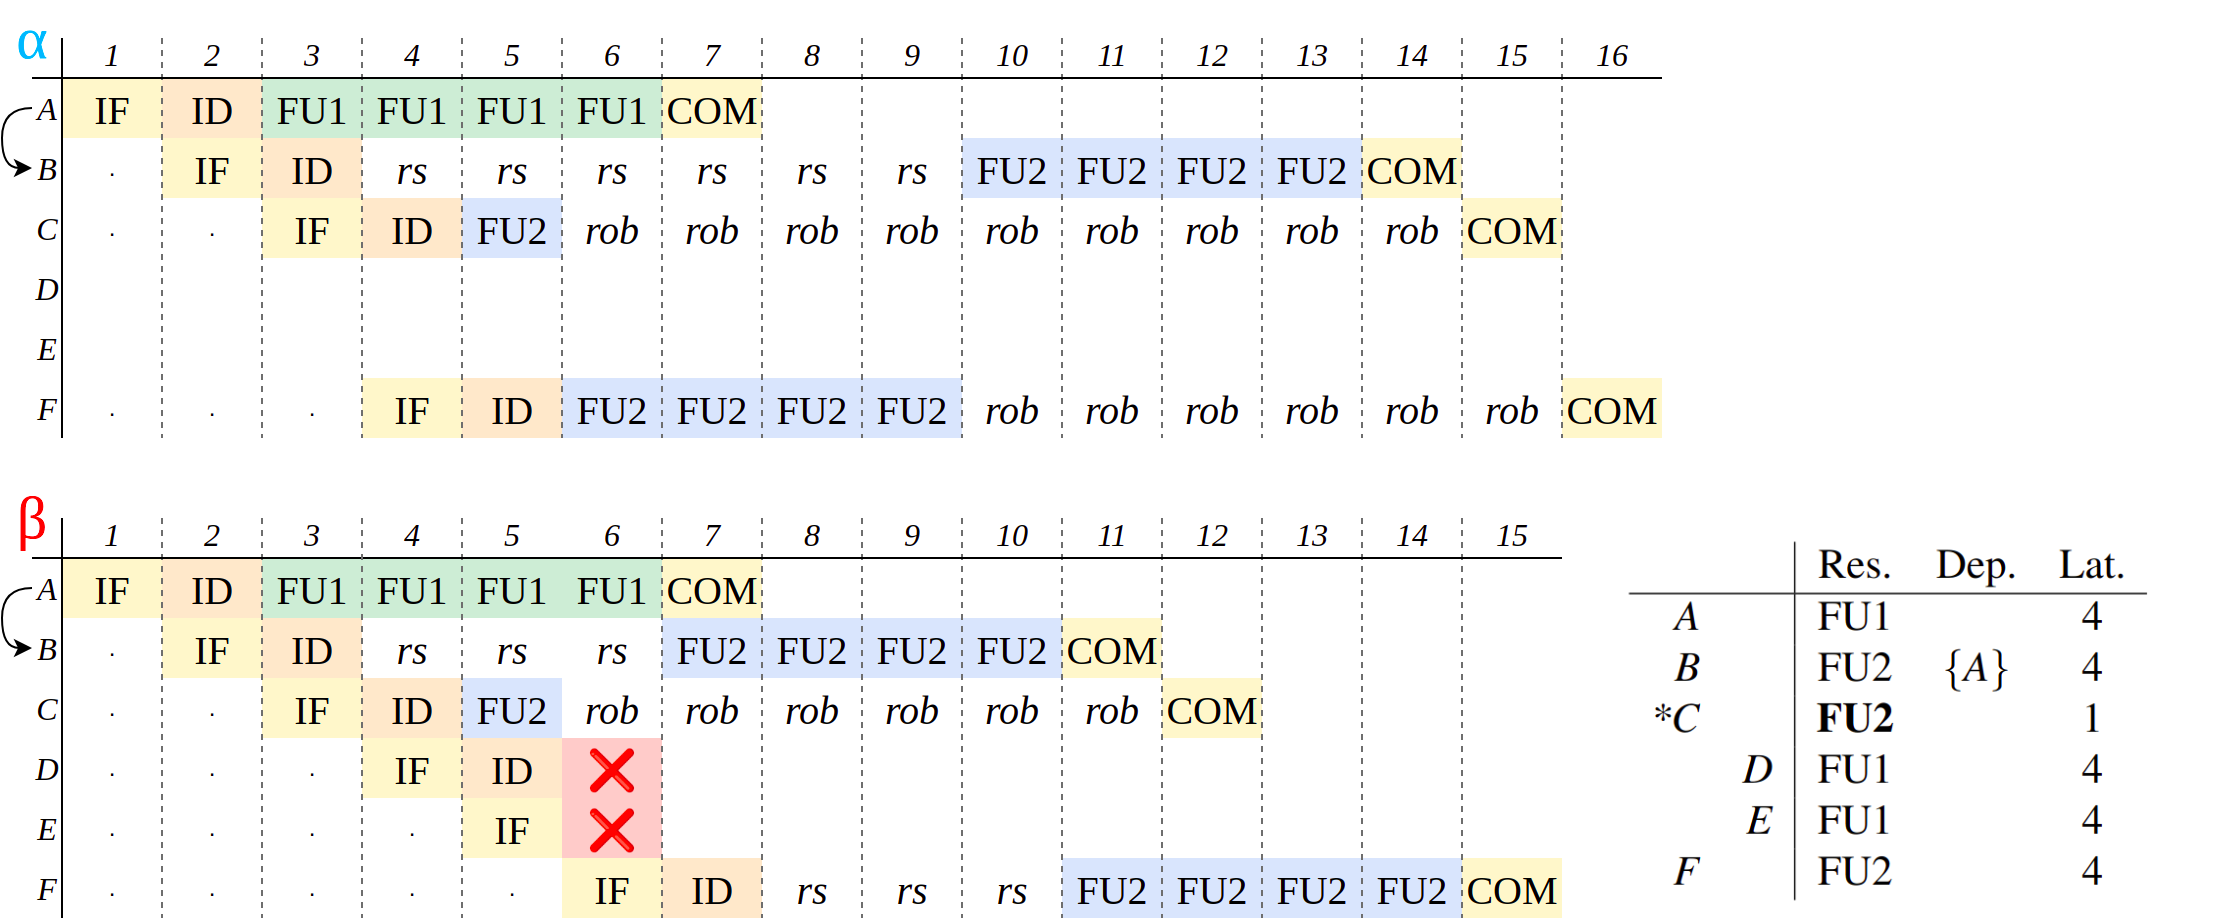 α 1 2 3 4 5 6 7 8 9 10 11 12 13 14 15 16
A IF ID FU1 FU1 FU1 FU1 COM
B . IF ID rs rs rs rs rs rs FU2 FU2 FU2 FU2 COM
C . . IF ID FU2 rob rob rob rob rob rob rob rob rob COM
D
E
F . . . IF ID FU2 FU2 FU2 FU2 rob rob rob rob rob rob COM
β 1 2 3 4 5 6 7 8 9 10 11 12 13 14 15
A IF ID FU1 FU1 FU1 FU1 COM
B . IF ID rs rs rs FU2 FU2 FU2 FU2 COM
C . . IF ID FU2 rob rob rob rob rob rob COM
D . . . IF ID
E . . . . IF
F . . . . . IF ID rs rs rs FU2 FU2 FU2 FU2 COM
Res. Dep. Lat.
A FU1 4
B FU2 {A} 4
*C FU2 1
D FU1 4
E FU1 4
F FU2 4